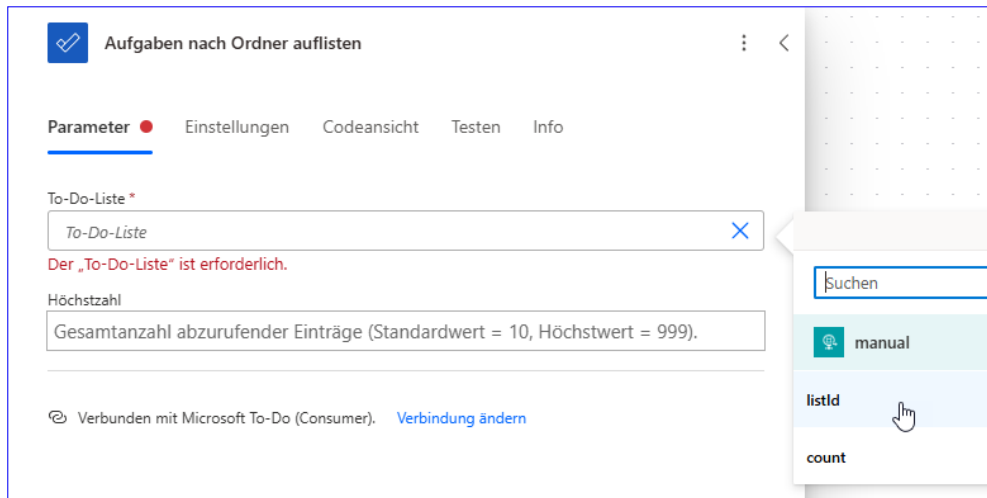 Aufgaben nach Ordner auflisten
Parameter Einstellungen Codeansicht Testen Info
To-Do-Liste *
To-Do-Liste
Der „To-Do-Liste“ ist erforderlich.
Höchstzahl
Gesamtanzahl abzurufender Einträge (Standardwert = 10, Höchstwert = 999).
Verbunden mit Microsoft To-Do (Consumer). Verbindung ändern
Suchen
manual
listId
count